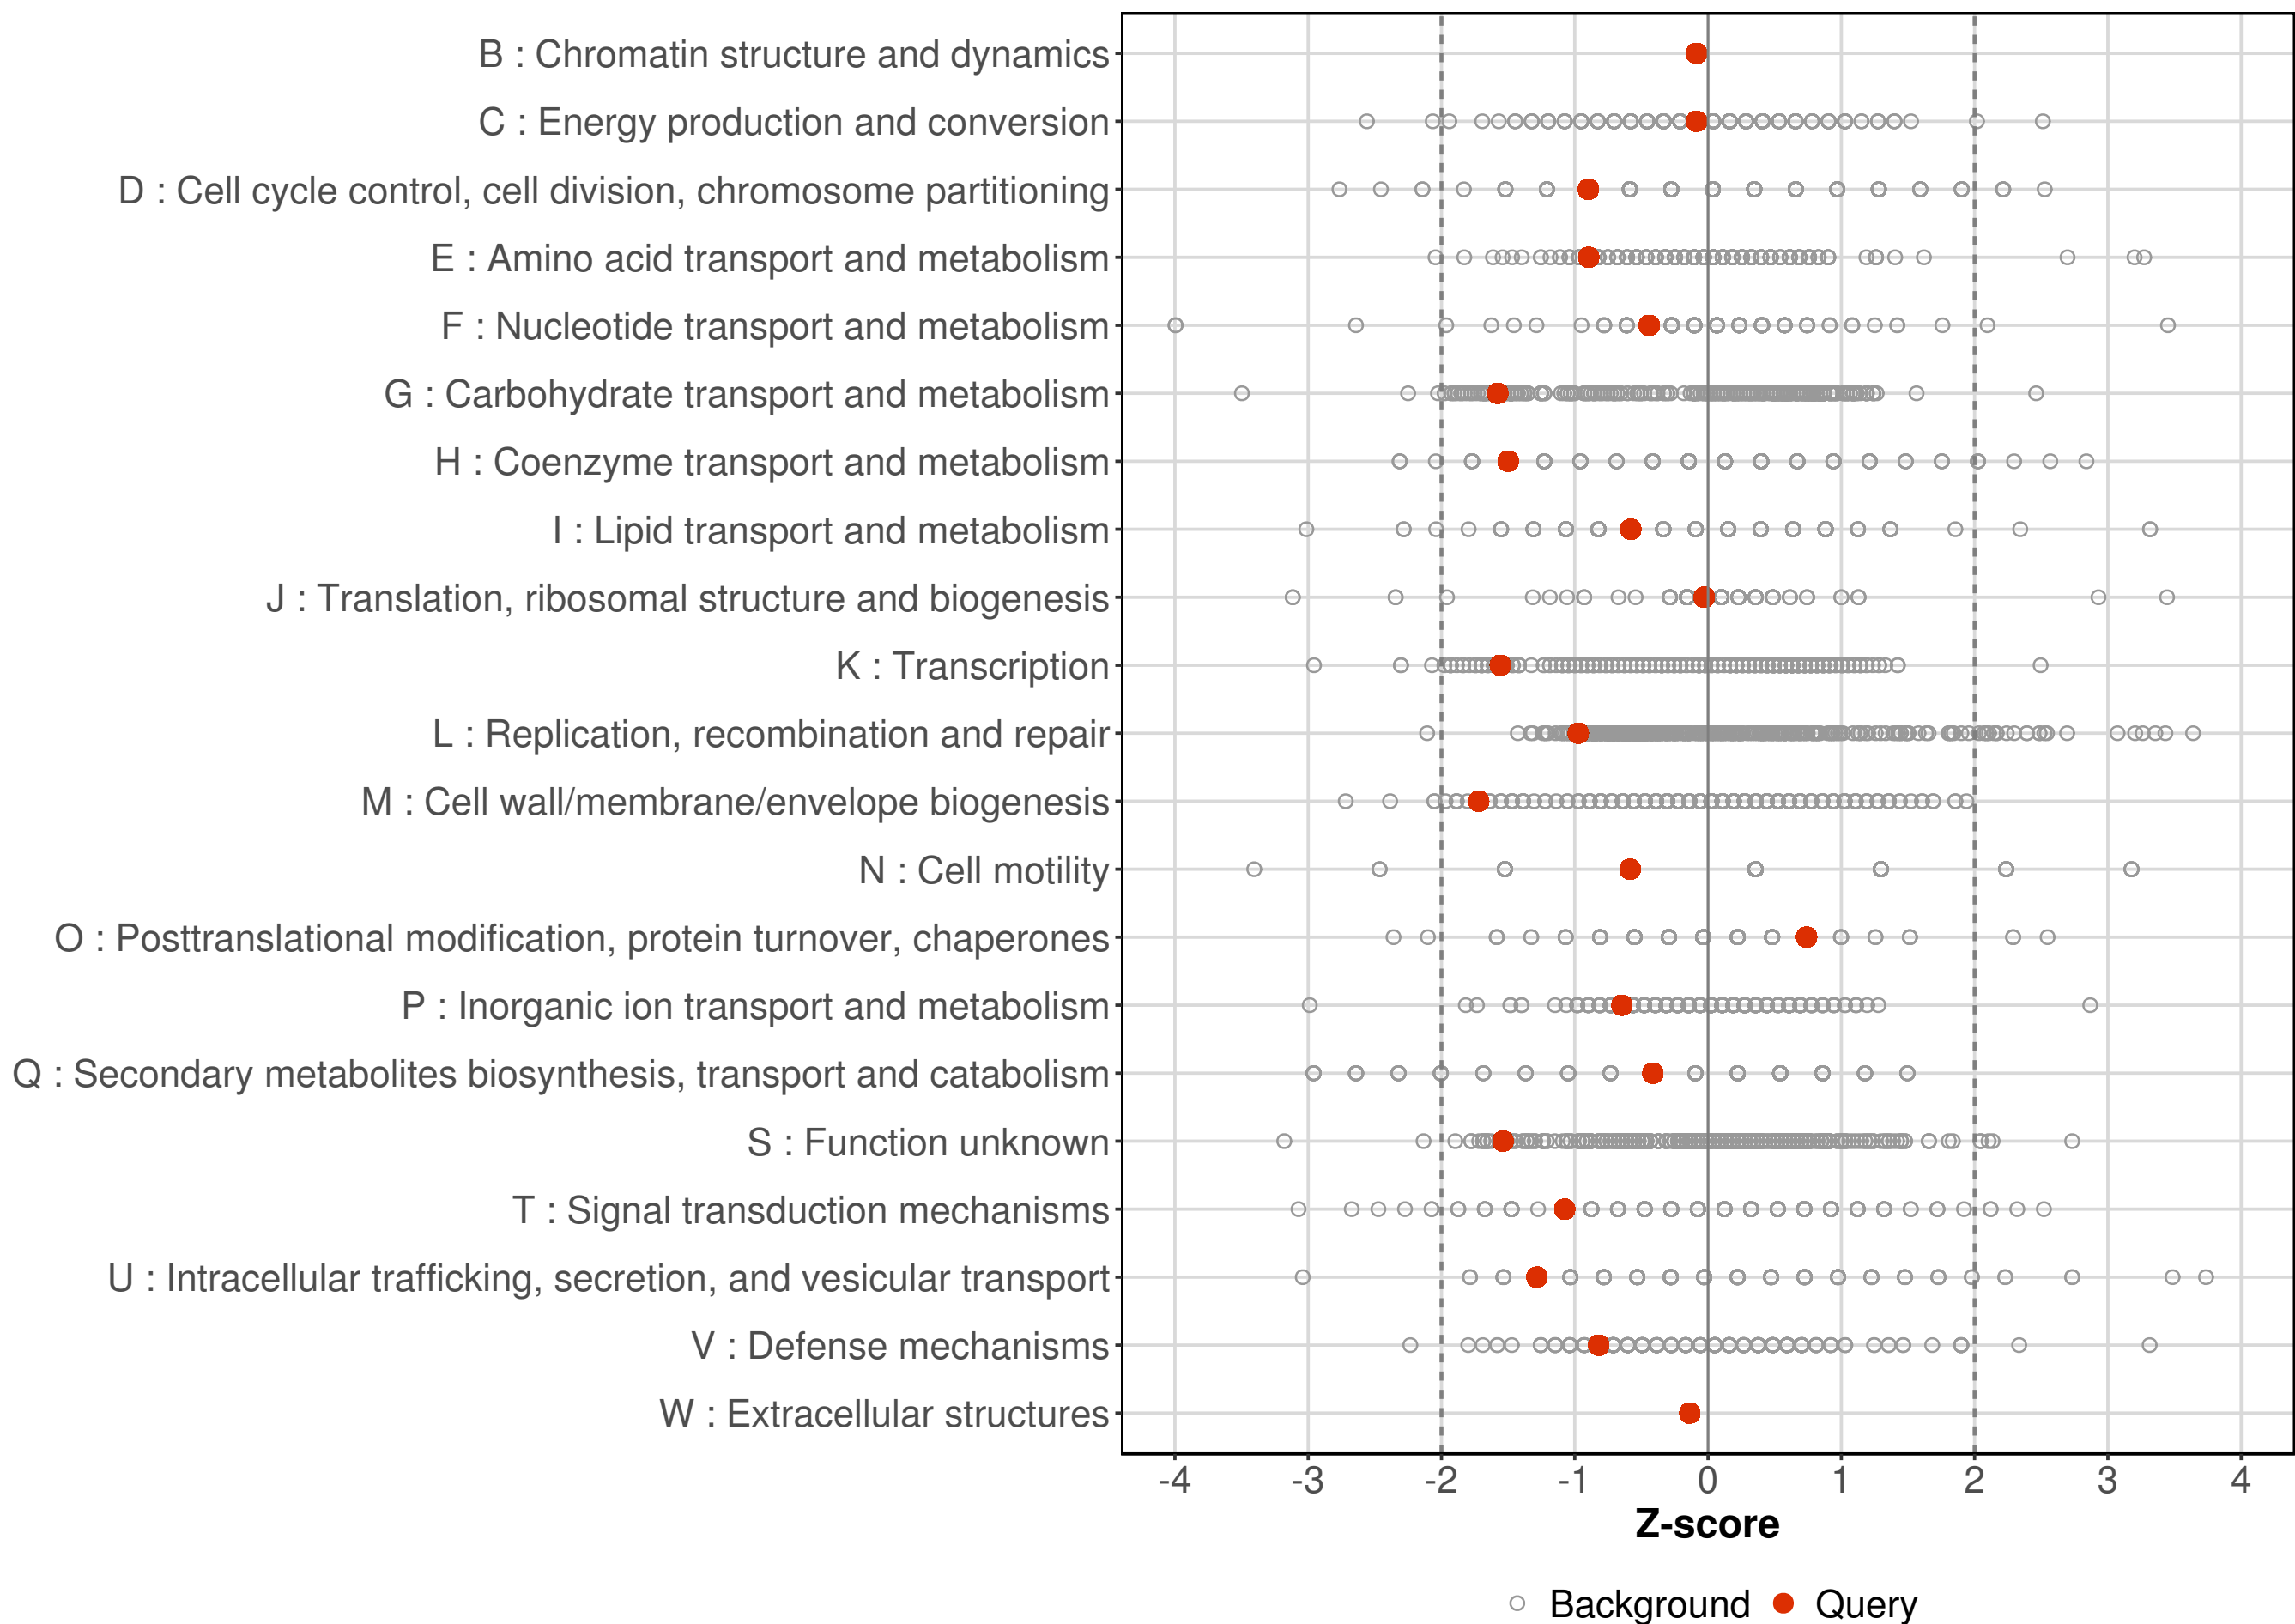 B : Chromatin structure and dynamics
C : Energy production and conversion
D : Cell cycle control, cell division, chromosome partitioning
E : Amino acid transport and metabolism
F : Nucleotide transport and metabolism
G : Carbohydrate transport and metabolism
H : Coenzyme transport and metabolism
I : Lipid transport and metabolism
J : Translation, ribosomal structure and biogenesis
K : Transcription
L : Replication, recombination and repair
M : Cell wall/membrane/envelope biogenesis
N : Cell motility
O : Posttranslational modification, protein turnover, chaperones
P : Inorganic ion transport and metabolism
Q : Secondary metabolites biosynthesis, transport and catabolism
S : Function unknown
T : Signal transduction mechanisms
U : Intracellular trafficking, secretion, and vesicular transport
V : Defense mechanisms
W : Extracellular structures
-4 -3 -2 -1 0 1 2 3 4
Z-score
Background Query